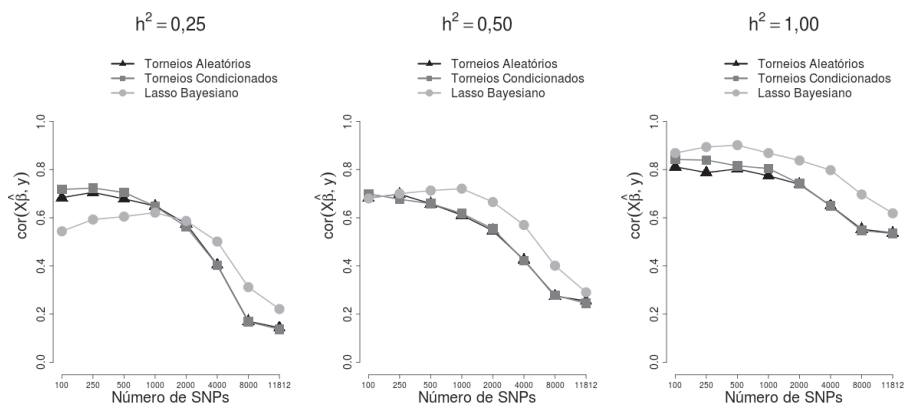 h² = 0,25
Torneios Aleatórios
Torneios Condicionados
Lasso Bayesiano
cor(Xβ̂, y)
1.0
0.8
0.6
0.4
0.2
0.0
100 250 500 1000 2000 4000 8000 11812
Número de SNPs
h² = 0,50
Torneios Aleatórios
Torneios Condicionados
Lasso Bayesiano
cor(Xβ̂, y)
1.0
0.8
0.6
0.4
0.2
0.0
100 250 500 1000 2000 4000 8000 11812
Número de SNPs
h² = 1,00
Torneios Aleatórios
Torneios Condicionados
Lasso Bayesiano
cor(Xβ̂, y)
1.0
0.8
0.6
0.4
0.2
0.0
100 250 500 1000 2000 4000 8000 11812
Número de SNPs